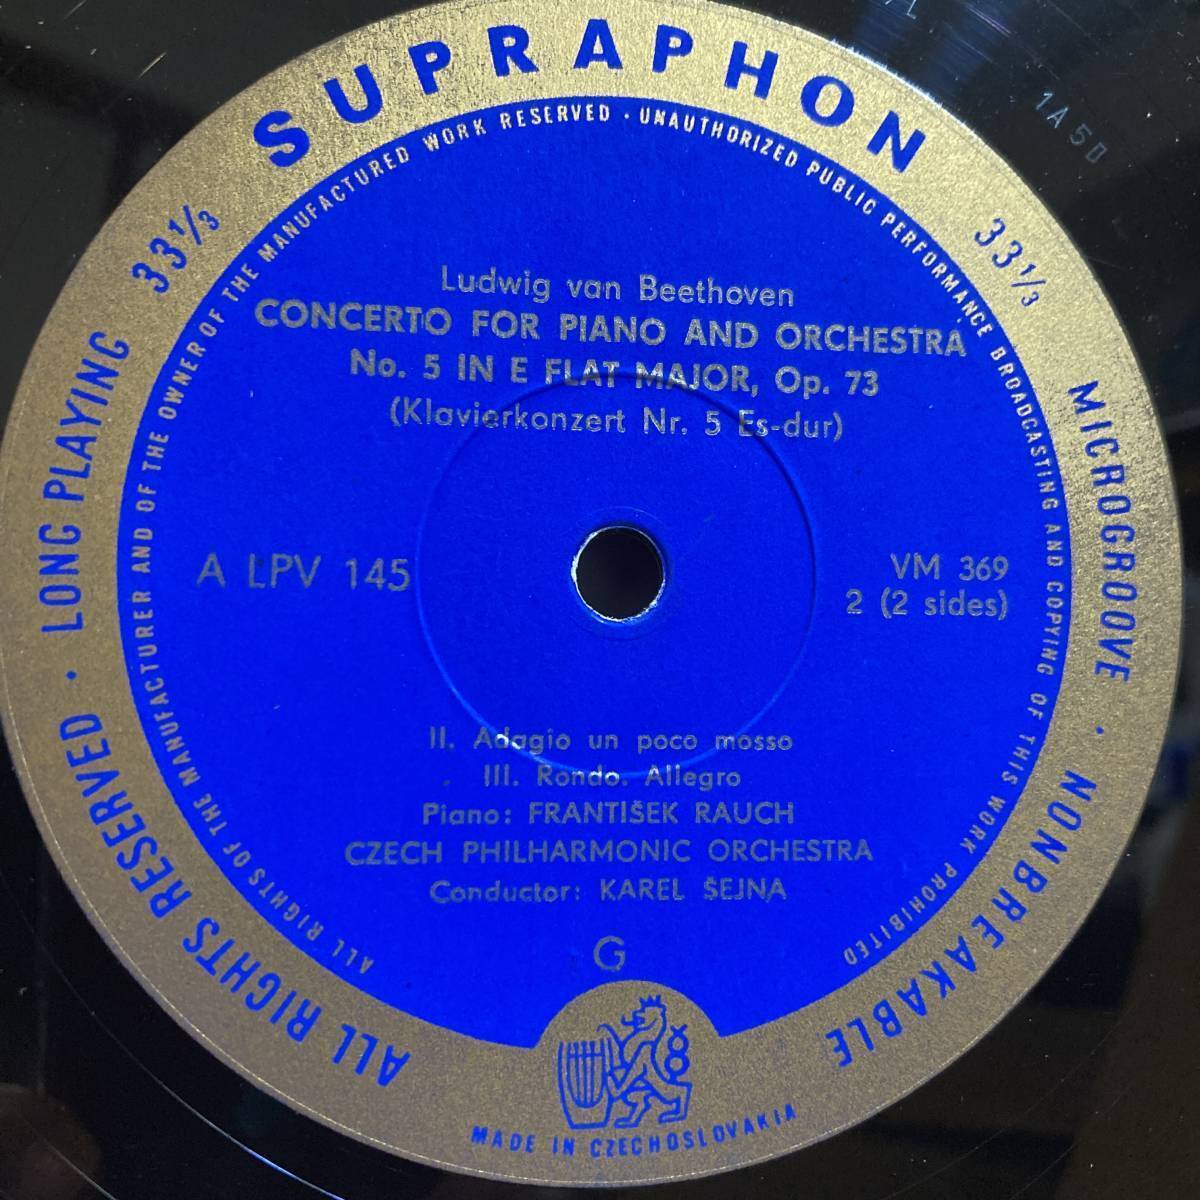 SUPRAPHON
33⅓
33⅓
MICROGROOVE · NONBREAKABLE
ALL RIGHTS RESERVED · LONG PLAYING
ALL RIGHTS OF THE MANUFACTURER AND OF THE OWNER OF THE MANUFACTURED WORK RESERVED · UNAUTHORIZED PUBLIC PERFORMANCE BROADCASTING AND COPYING OF THIS WORK PROHIBITED
1A5D
Ludwig van Beethoven
CONCERTO FOR PIANO AND ORCHESTRA
No. 5 IN E FLAT MAJOR, Op. 73
(Klavierkonzert Nr. 5 Es-dur)
A LPV 145
VM 369
2 (2 sides)
II. Adagio un poco mosso
III. Rondo. Allegro
Piano: FRANTIŠEK RAUCH
CZECH PHILHARMONIC ORCHESTRA
Conductor: KAREL ŠEJNA
G
MADE IN CZECHOSLOVAKIA